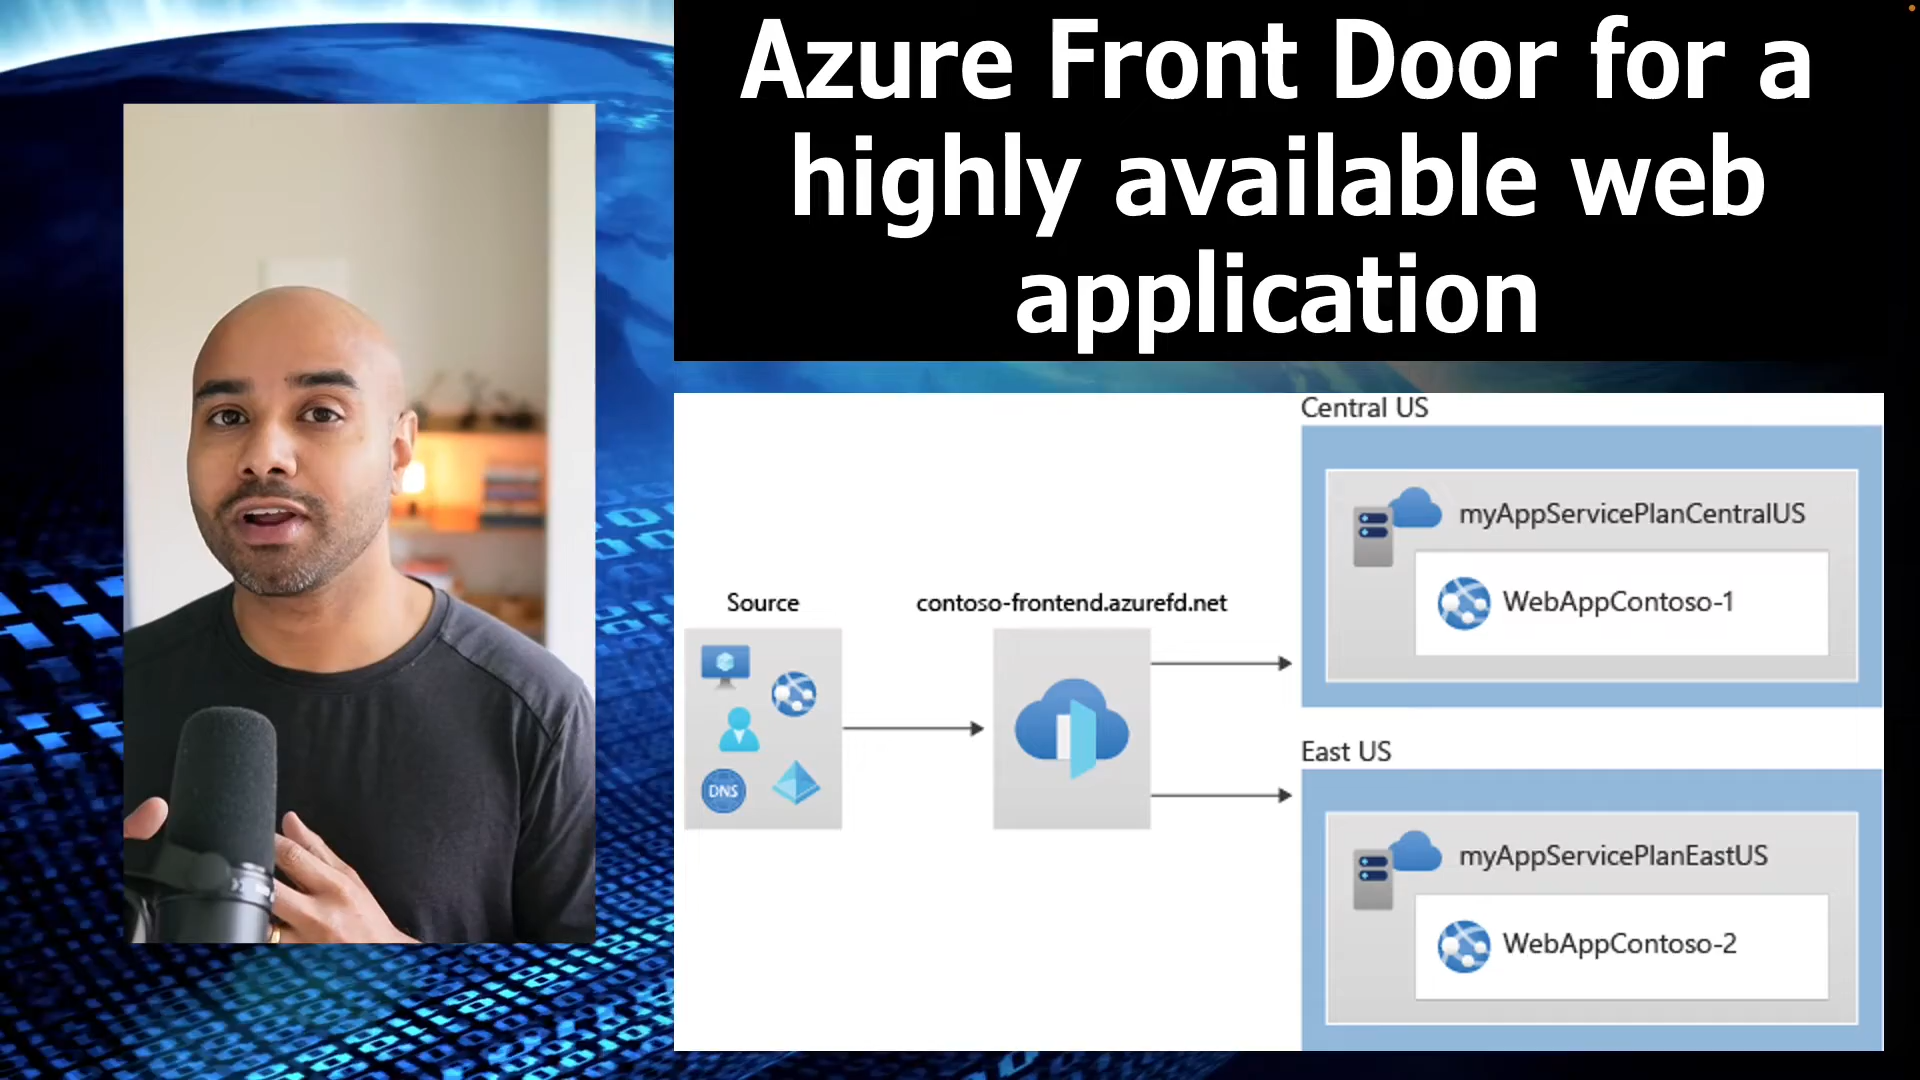 Azure Front Door for a
highly available web
application
Central US
myAppServicePlanCentralUS
WebAppContoso-1
Source
contoso-frontend.azurefd.net
DNS
East US
myAppServicePlanEastUS
WebAppContoso-2